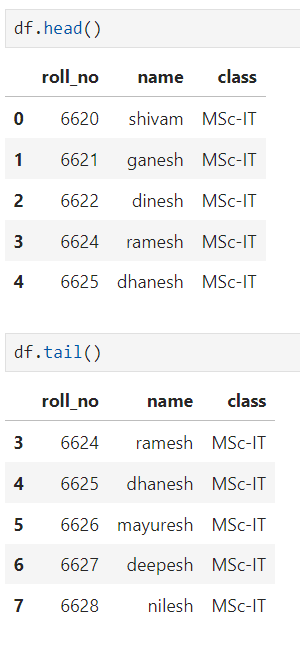 df.head()
roll_no name class
0 6620 shivam MSc-IT
1 6621 ganesh MSc-IT
2 6622 dinesh MSc-IT
3 6624 ramesh MSc-IT
4 6625 dhanesh MSc-IT
df.tail()
roll_no name class
3 6624 ramesh MSc-IT
4 6625 dhanesh MSc-IT
5 6626 mayuresh MSc-IT
6 6627 deepesh MSc-IT
7 6628 nilesh MSc-IT